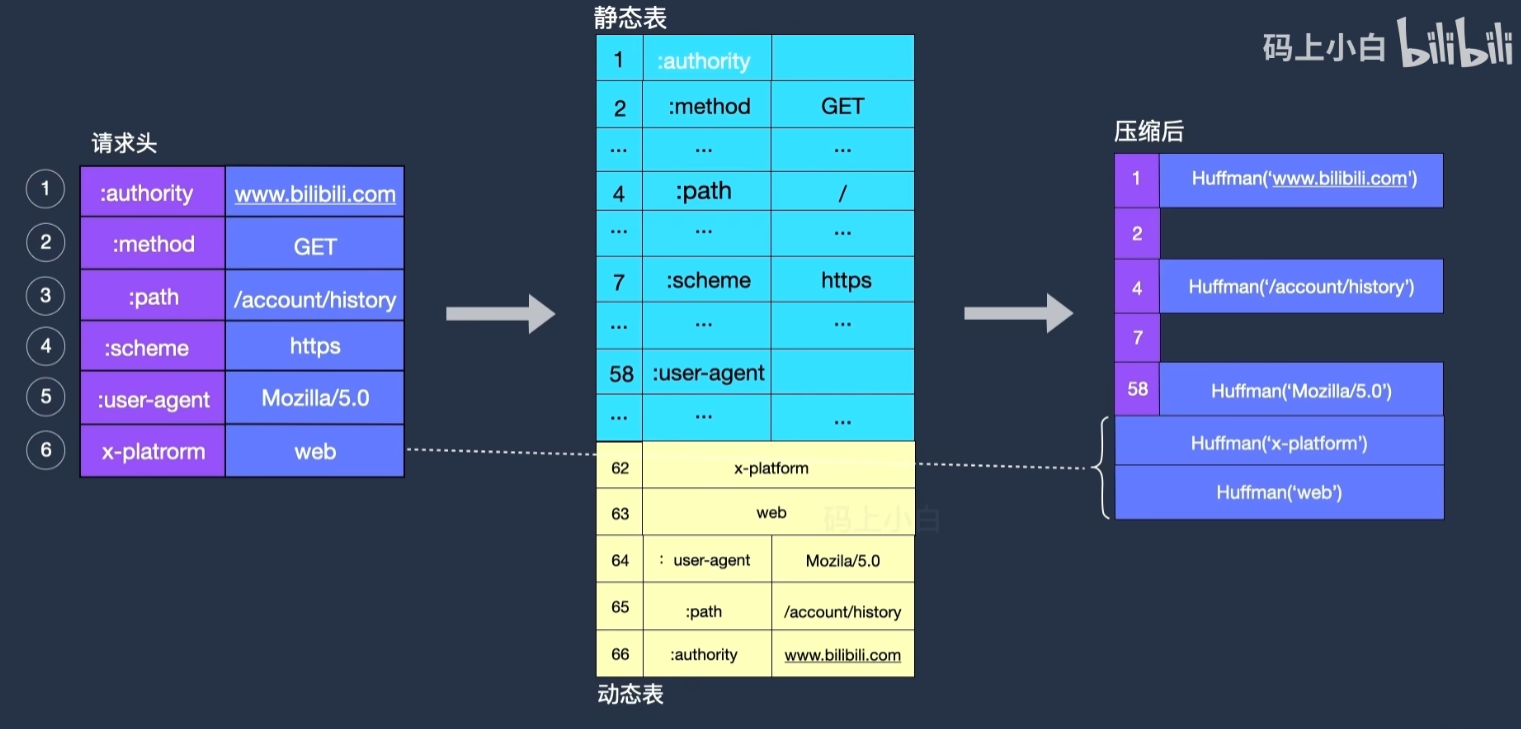 静态表
码上小白 bilibili
1 :authority
2 :method GET
... ... ...
4 :path /
... ... ...
7 :scheme https
... ... ...
58 :user-agent
... ... ...
62 x-platform
63 web
码上小白
64 : user-agent Mozila/5.0
65 :path /account/history
66 :authority www.bilibili.com
动态表
请求头
1 :authority www.bilibili.com
2 :method GET
3 :path /account/history
4 :scheme https
5 :user-agent Mozilla/5.0
6 x-platrorm web
压缩后
1 Huffman(‘www.bilibili.com')
2
4 Huffman(‘/account/history’)
7
58 Huffman(‘Mozilla/5.0’)
Huffman(‘x-platform’)
Huffman(‘web’)